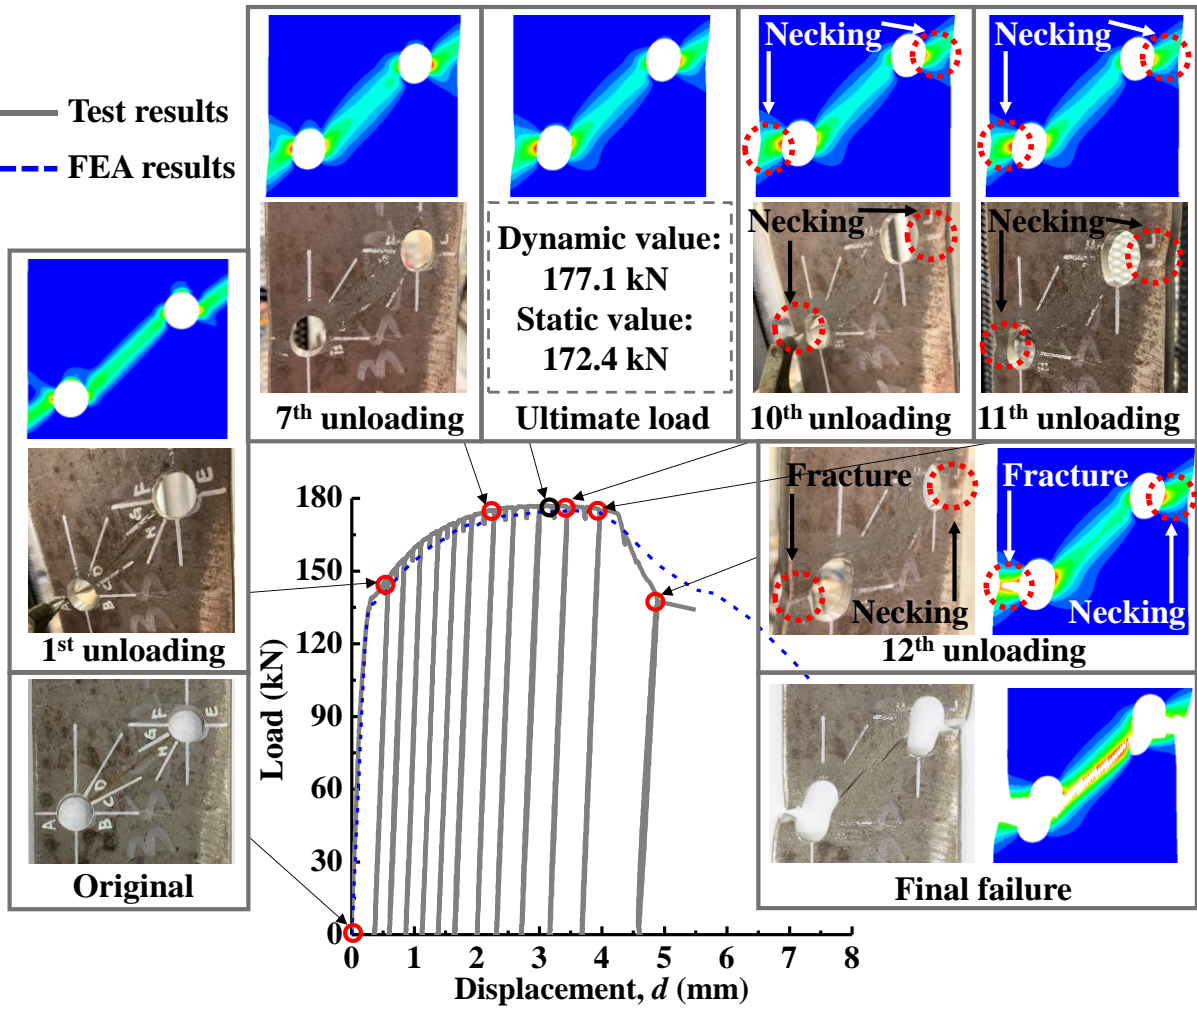 Test results
FEA results
Necking
Necking
Necking
Necking
Dynamic value:
177.1 kN
Static value:
172.4 kN
7th unloading
Ultimate load
10th unloading
11th unloading
A
B
C
D
E
F
G
H
1st unloading
A
B
C
D
E
F
G
H
Original
Fracture
Fracture
Necking
Necking
12th unloading
Final failure
Load (kN)
180
150
120
90
60
30
0
0
1
2
3
4
5
6
7
8
Displacement, d (mm)